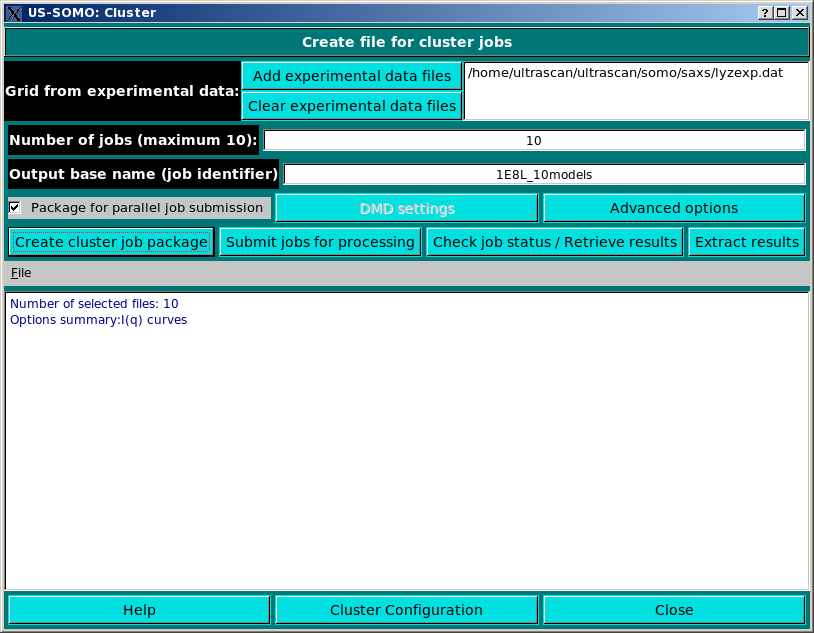 US-SOMO: Cluster
Create file for cluster jobs
Grid from experimental data:
Add experimental data files
Clear experimental data files
/home/ultrascan/ultrascan/somo/saxs/lyzexp.dat
Number of jobs (maximum 10): 10
Output base name (job identifier) 1E8L_10models
Package for parallel job submission DMD settings Advanced options
Create cluster job package Submit jobs for processing Check job status / Retrieve results Extract results
File
Number of selected files: 10
Options summary:I(q) curves
Help Cluster Configuration Close